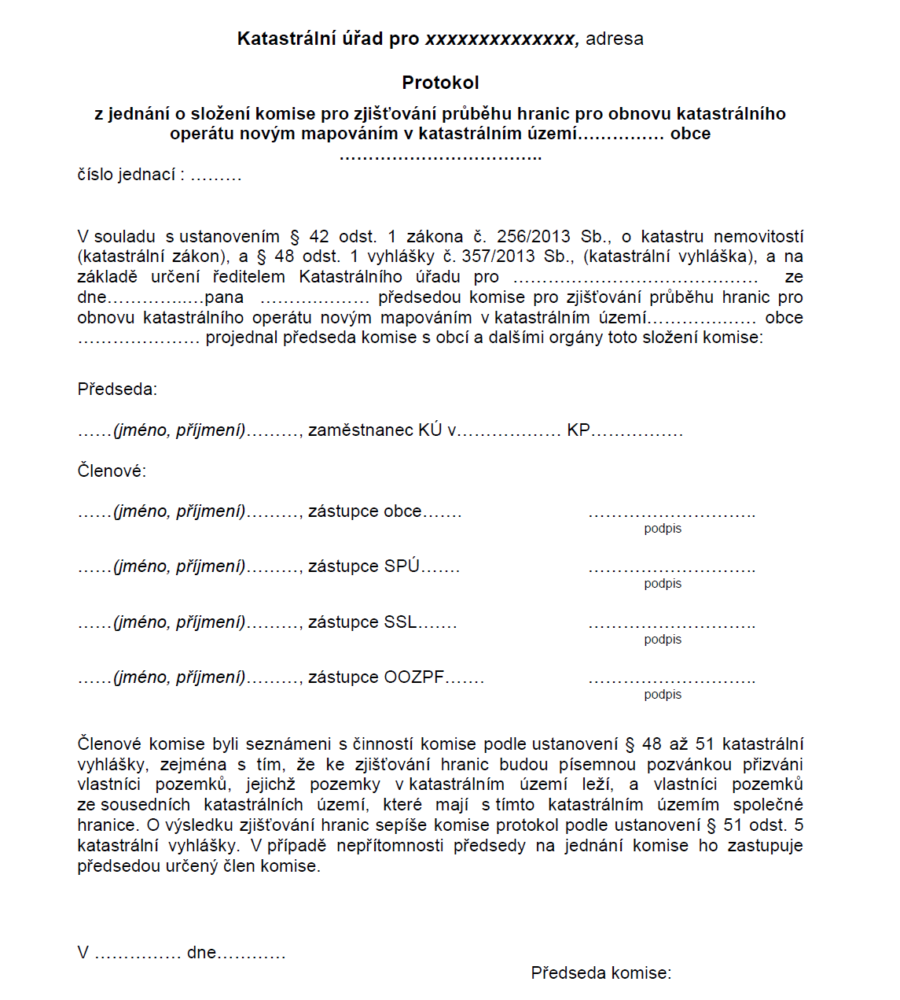 Katastrální úřad pro xxxxxxxxxxxxxx, adresa
Protokol
z jednání o složení komise pro zjišťování průběhu hranic pro obnovu katastrálního
operátu novým mapováním v katastrálním území…………… obce
……………………………..
číslo jednací : ………
V souladu s ustanovením § 42 odst. 1 zákona č. 256/2013 Sb., o katastru nemovitostí
(katastrální zákon), a § 48 odst. 1 vyhlášky č. 357/2013 Sb., (katastrální vyhláška), a na
základě určení ředitelem Katastrálního úřadu pro …………………………………… ze
dne…………..…pana ………..……… předsedou komise pro zjišťování průběhu hranic pro
obnovu katastrálního operátu novým mapováním v katastrálním území………………. obce
………………… projednal předseda komise s obcí a dalšími orgány toto složení komise:
Předseda:
……(jméno, příjmení)………, zaměstnanec KÚ v……………… KP…………….
Členové:
……(jméno, příjmení)………, zástupce obce……. ………………………..
podpis
……(jméno, příjmení)………, zástupce SPÚ……. ………………………..
podpis
……(jméno, příjmení)………, zástupce SSL……. ………………………..
podpis
……(jméno, příjmení)………, zástupce OOZPF……. ………………………..
podpis
Členové komise byli seznámeni s činností komise podle ustanovení § 48 až 51 katastrální
vyhlášky, zejména s tím, že ke zjišťování hranic budou písemnou pozvánkou přizváni
vlastníci pozemků, jejichž pozemky v katastrálním území leží, a vlastníci pozemků
ze sousedních katastrálních území, které mají s tímto katastrálním územím společné
hranice. O výsledku zjišťování hranic sepíše komise protokol podle ustanovení § 51 odst. 5
katastrální vyhlášky. V případě nepřítomnosti předsedy na jednání komise ho zastupuje
předsedou určený člen komise.
V …………… dne…………
Předseda komise: